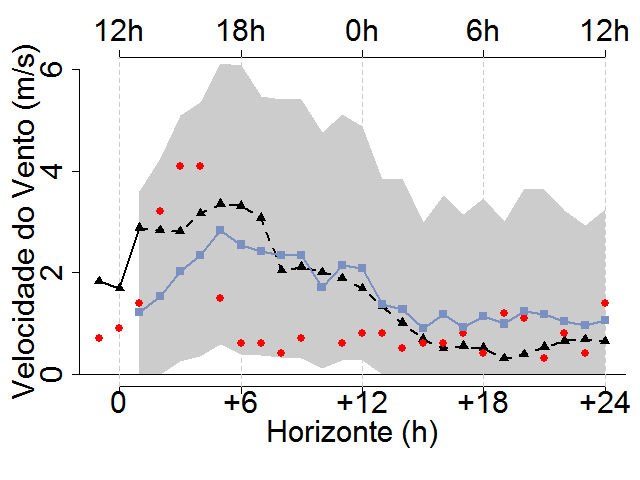 12h 18h 0h 6h 12h
Velocidade do Vento (m/s)
6
4
2
0
0 +6 +12 +18 +24
Horizonte (h)